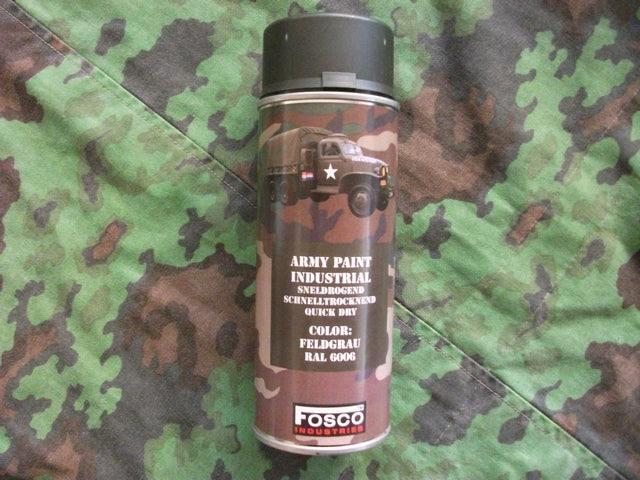 ARMY PAINT
INDUSTRIAL
SNELDROGEND
SCHNELLTROCKNEND
QUICK DRY
COLOR:
FELDGRAU
RAL 6006
FOSCO
INDUSTRIES